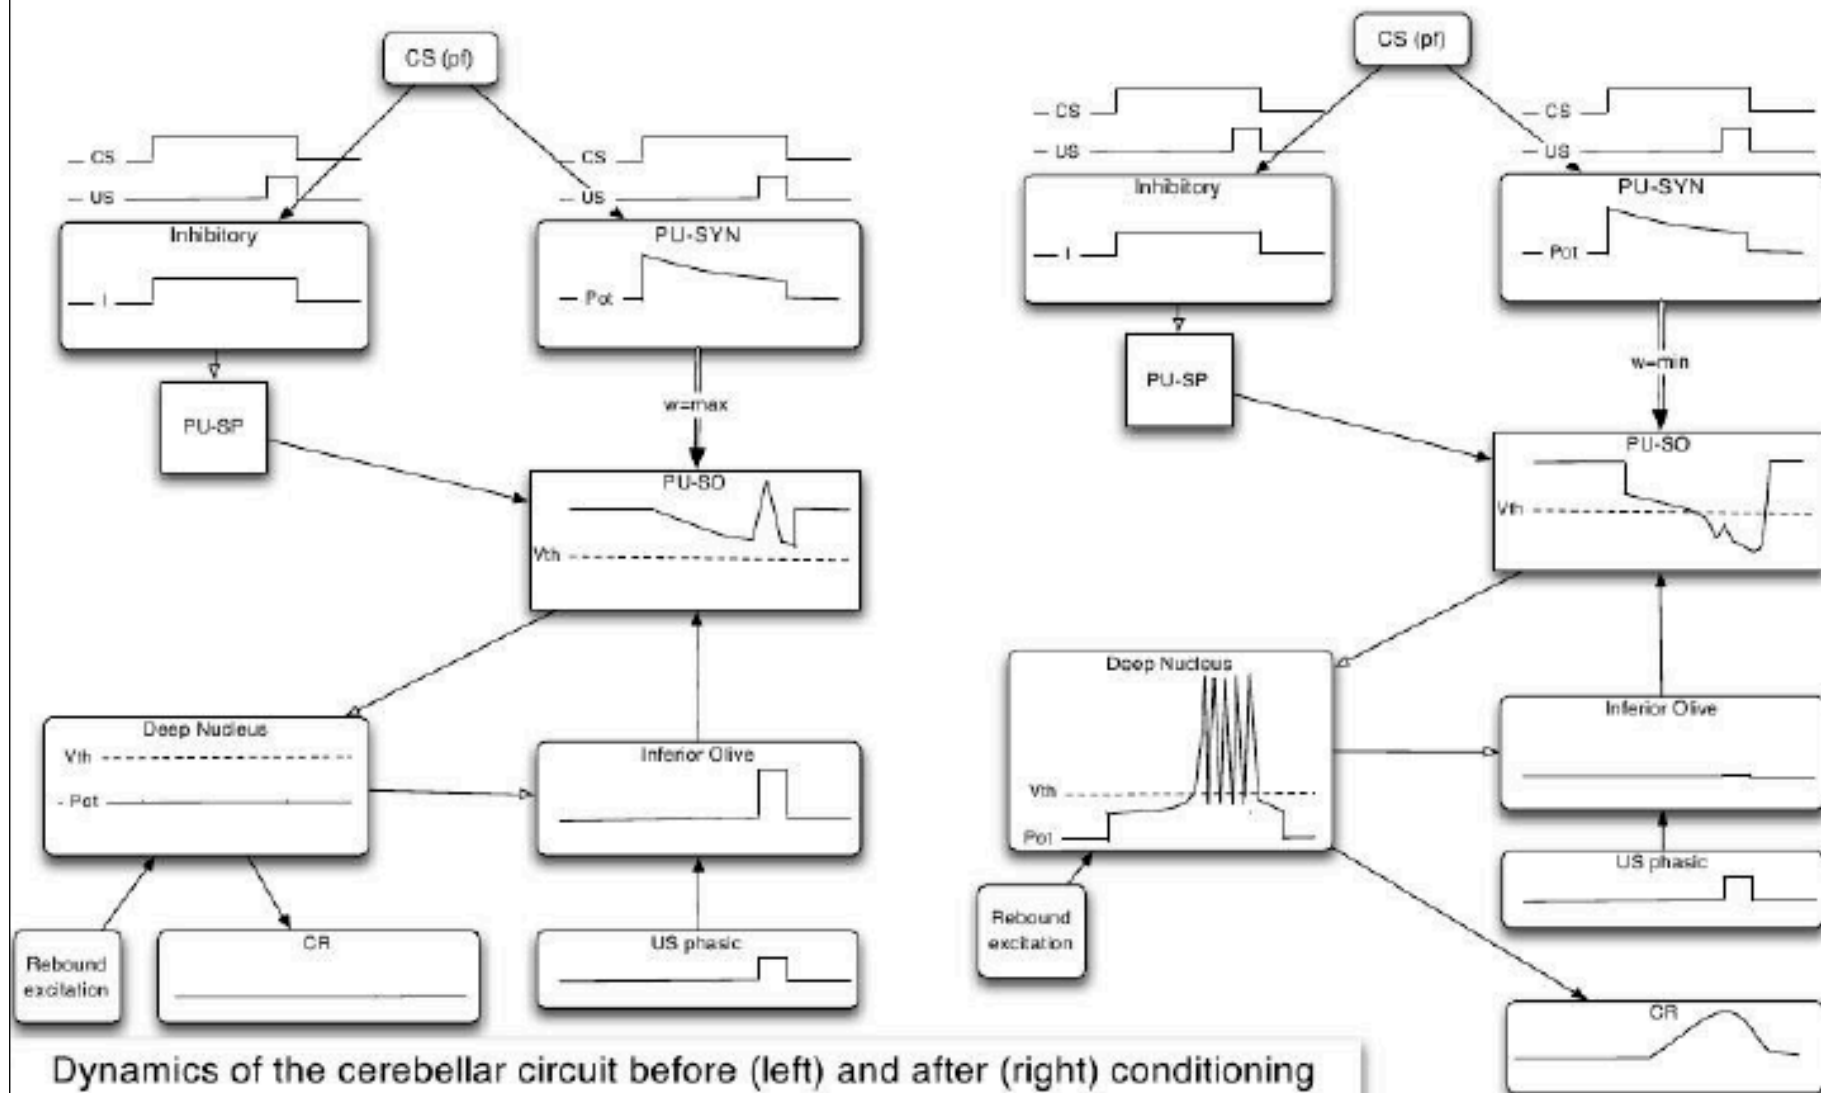 CS (pf)
CS
US
CS
US
Inhibitory
I
PU-SYN
Pot
PU-SP
w=max
PU-SO
Vth
Deep Nucleus
Vth
Pot
Inferior Olive
Rebound
excitation
CR
US phasic
CS (pf)
CS
US
CS
US
Inhibitory
I
PU-SYN
Pot
PU-SP
w=min
PU-SO
Vth
Deep Nucleus
Vth
Pot
Inferior Olive
US phasic
Rebound
excitation
CR
Dynamics of the cerebellar circuit before (left) and after (right) conditioning